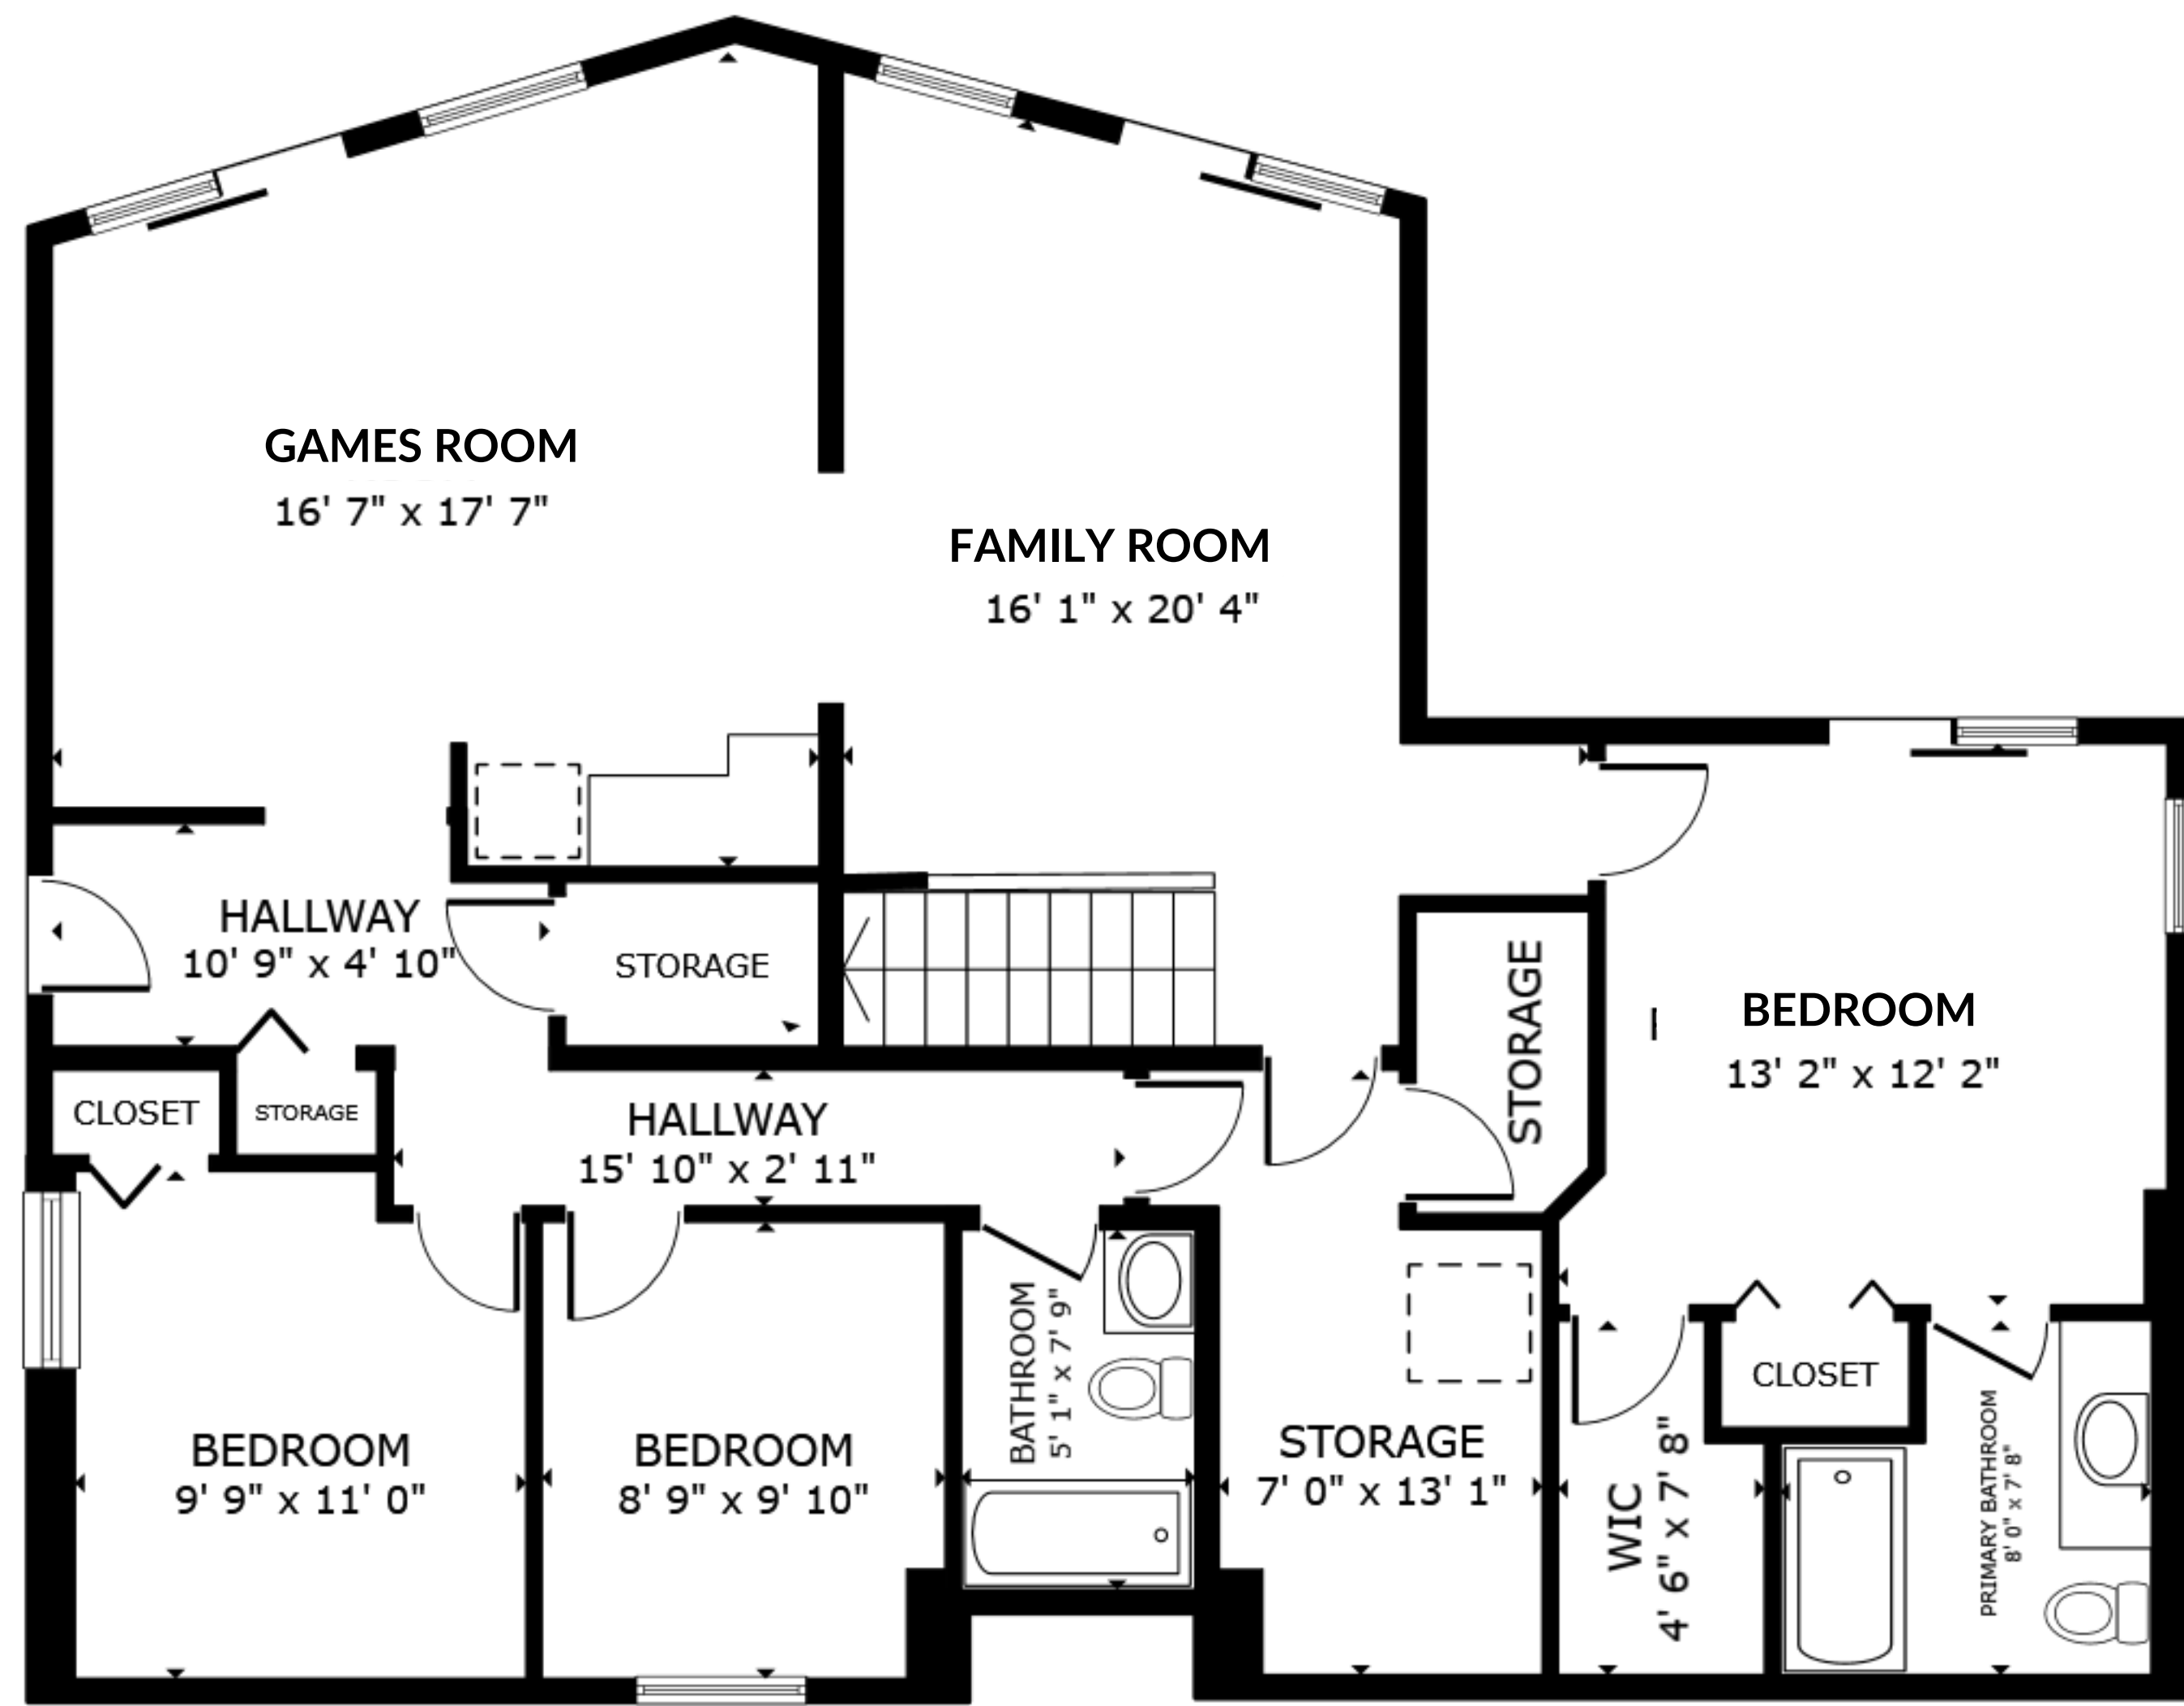 GAMES ROOM
16' 7" x 17' 7"
FAMILY ROOM
16' 1" x 20' 4"
HALLWAY
10' 9" x 4' 10"
STORAGE
STORAGE
BEDROOM
13' 2" x 12' 2"
CLOSET
STORAGE
HALLWAY
15' 10" x 2' 11"
BEDROOM
9' 9" x 11' 0"
BEDROOM
8' 9" x 9' 10"
BATHROOM
5' 1" x 7' 9"
STORAGE
7' 0" x 13' 1"
WIC
4' 6" x 7' 8"
CLOSET
PRIMARY BATHROOM
8' 0" x 7' 8"